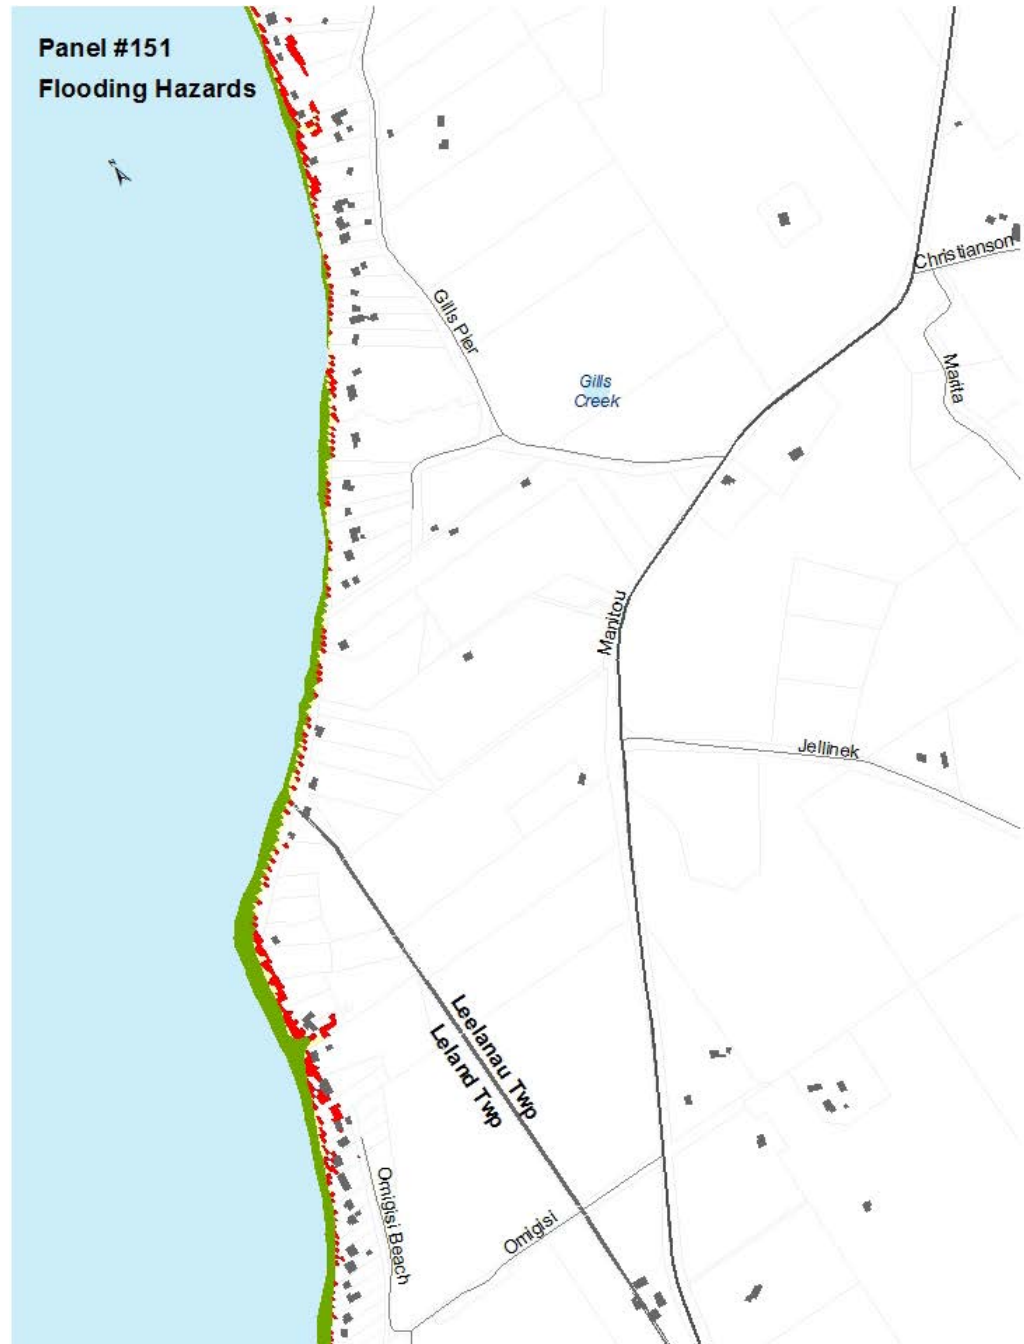 Panel #151
Flooding Hazards
N
Christianson
Gills Pier
Marita
Gills
Creek
Manitou
Jellinek
Leelanau Twp
Leland Twp
Omigisi Beach
Omigisi